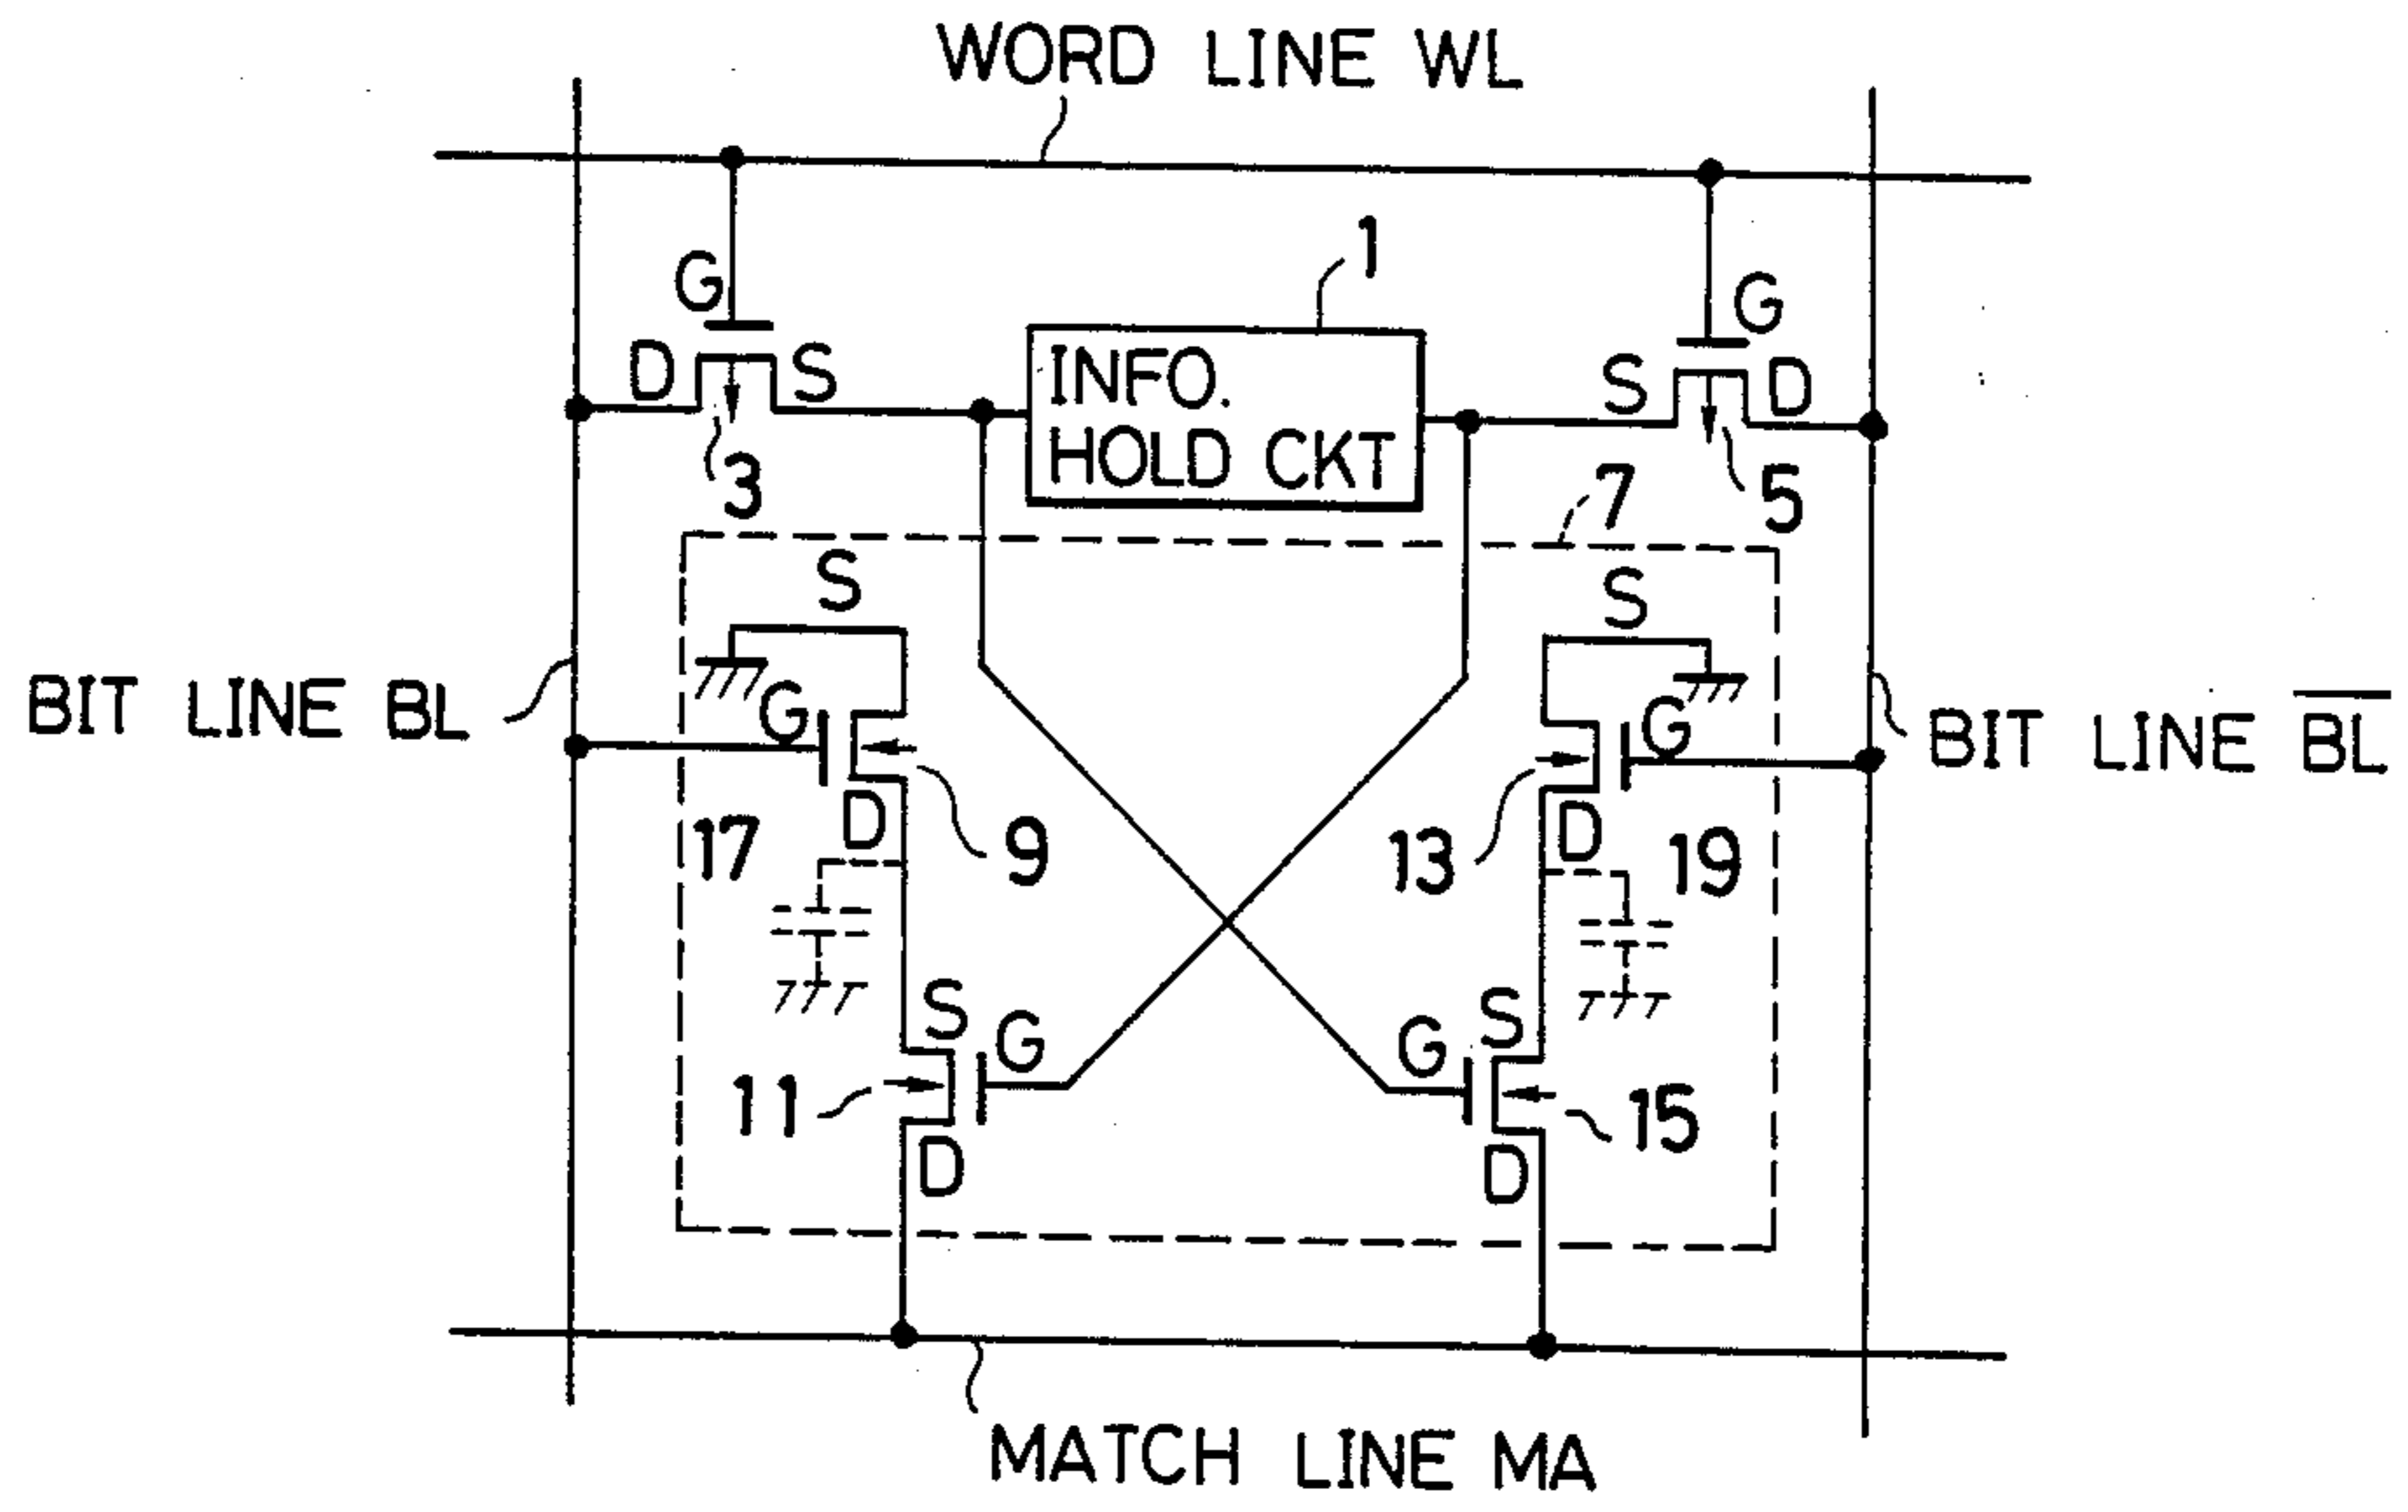 WORD LINE WL
1
G
G
D
S
INFO.
HOLD CKT
S
D
3
5
7
S
S
BIT LINE BL
G
G
BIT LINE B̅L̅
D
9
13
D
17
19
S
G
G
S
11
15
D
D
MATCH LINE MA